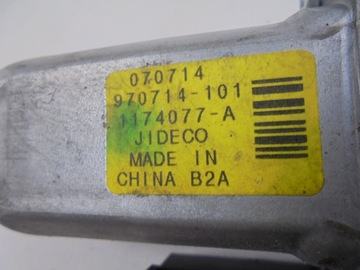 070714
970714-101
1174077-A
JIDECO
MADE IN
CHINA B2A